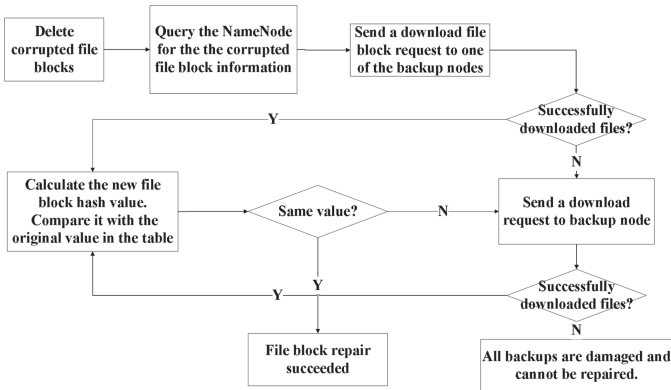 Delete
corrupted file
blocks
Query the NameNode
for the the corrupted
file block information
Send a download file
block request to one
of the backup nodes
Successfully
downloaded files?
Y
N
Calculate the new file
block hash value.
Compare it with the
original value in the table
Same value?
N
Send a download
request to backup node
Y
Y
Successfully
downloaded files?
N
File block repair
succeeded
All backups are damaged and
cannot be repaired.